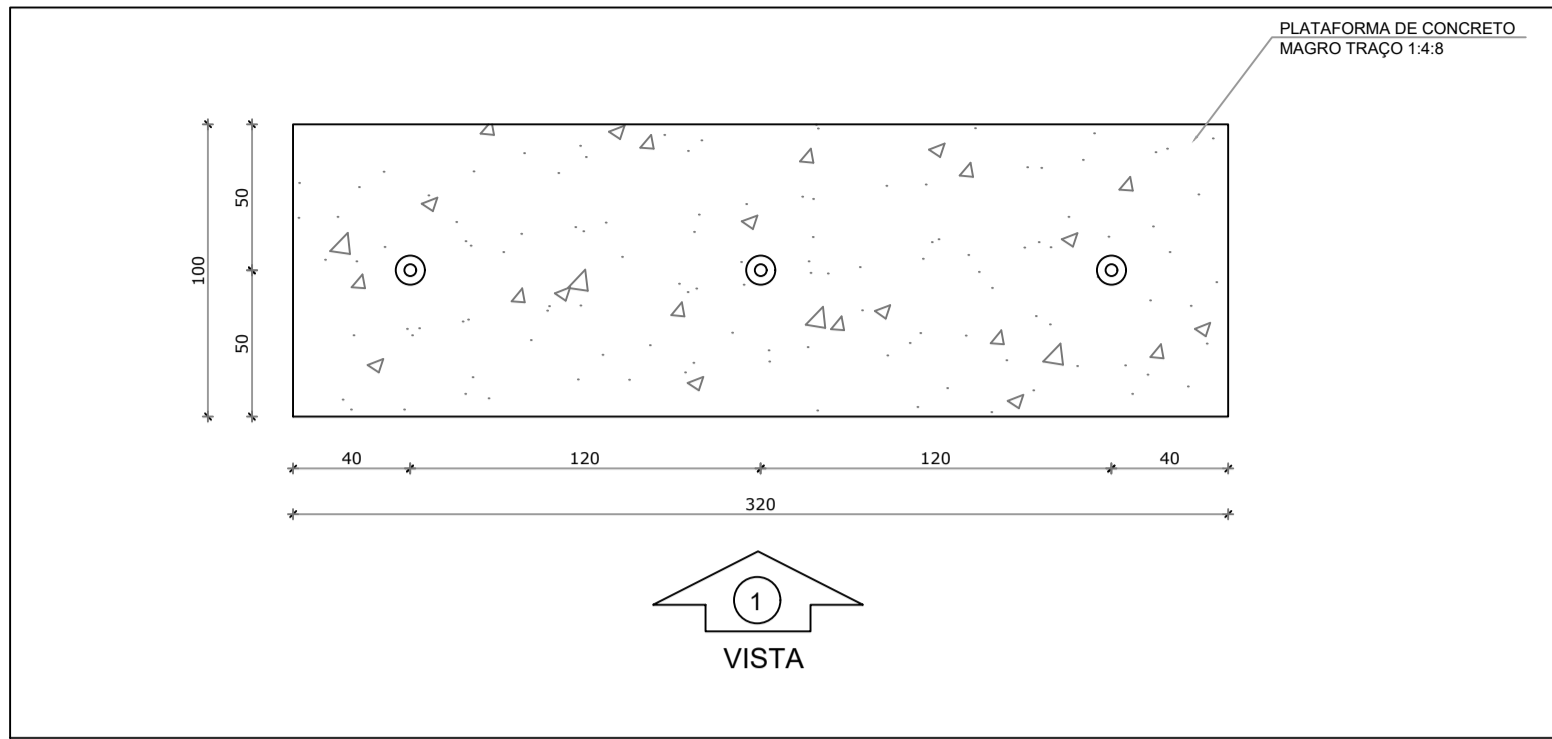 PLATAFORMA DE CONCRETO
MAGRO TRAÇO 1:4:8
50
100
50
40 120 120 40
320
1
VISTA